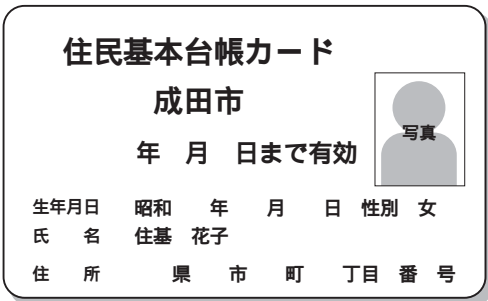 住民基本台帳カード
成田市
年 月 日まで有効
写真
生年月日 昭和 年 月 日 性別 女
氏 名 住基 花子
住 所 県 市 町 丁目 番 号